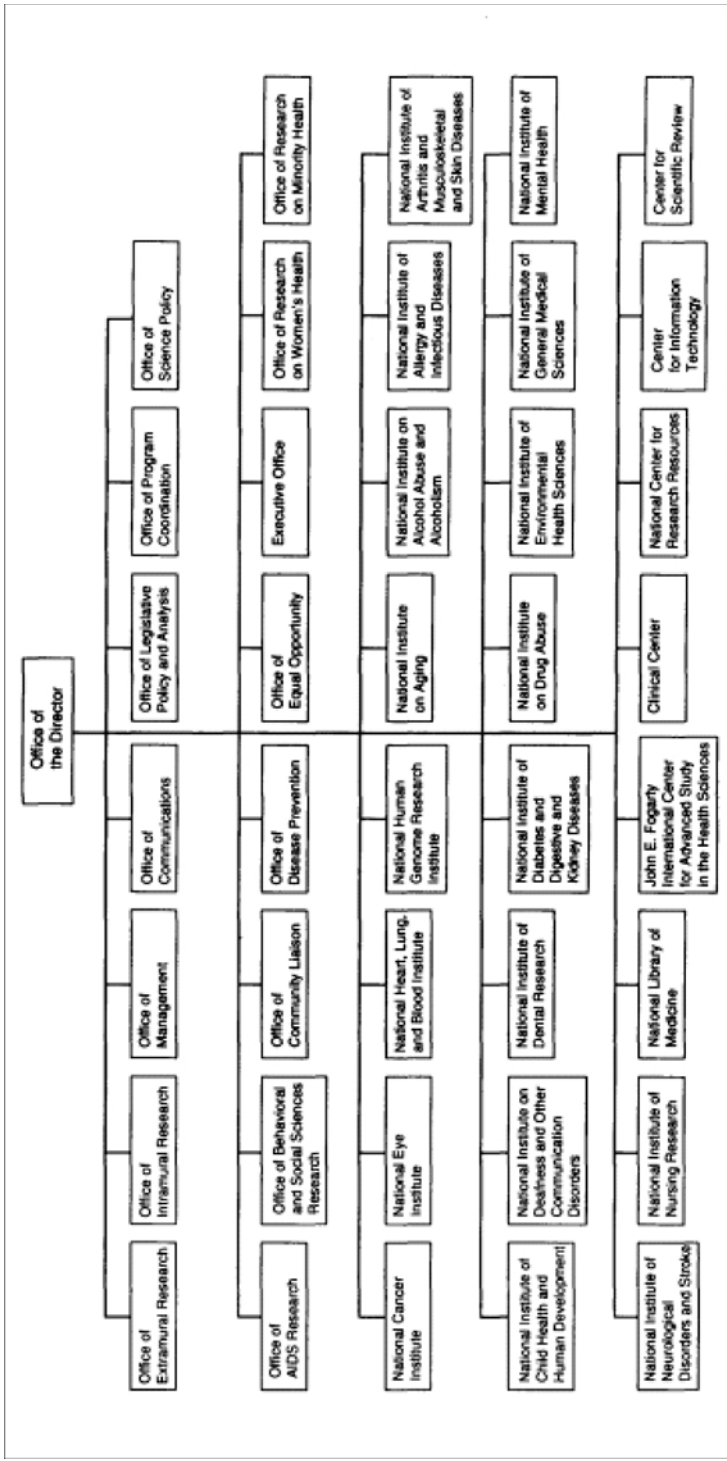 Office of
the Director
Office of
Extramural Research
Office of
Intramural Research
Office of
Management
Office of
Communications
Office of Legislative
Policy and Analysis
Office of Program
Coordination
Office of
Science Policy
Office of
AIDS Research
Office of Behavioral
and Social Sciences
Research
Office of
Community Liaison
Office of
Disease Prevention
Office of
Equal Opportunity
Executive Office
Office of Research
on Women's Health
Office of Research
on Minority Health
National Cancer
Institute
National Eye
Institute
National Heart, Lung,
and Blood Institute
National Human
Genome Research
Institute
National Institute
on Aging
National Institute on
Alcohol Abuse and
Alcoholism
National Institute of
Allergy and
Infectious Diseases
National Institute of
Arthritis and
Musculoskeletal
and Skin Diseases
National Institute of
Child Health and
Human Development
National Institute on
Deafness and Other
Communication
Disorders
National Institute of
Dental Research
National Institute of
Diabetes and
Digestive and
Kidney Diseases
National Institute
on Drug Abuse
National Institute of
Environmental
Health Sciences
National Institute of
General Medical
Sciences
National Institute of
Mental Health
National Institute of
Neurological
Disorders and Stroke
National Institute of
Nursing Research
National Library of
Medicine
John E. Fogarty
International Center
for Advanced Study
in the Health Sciences
Clinical Center
National Center for
Research Resources
Center
for Information
Technology
Center for
Scientific Review